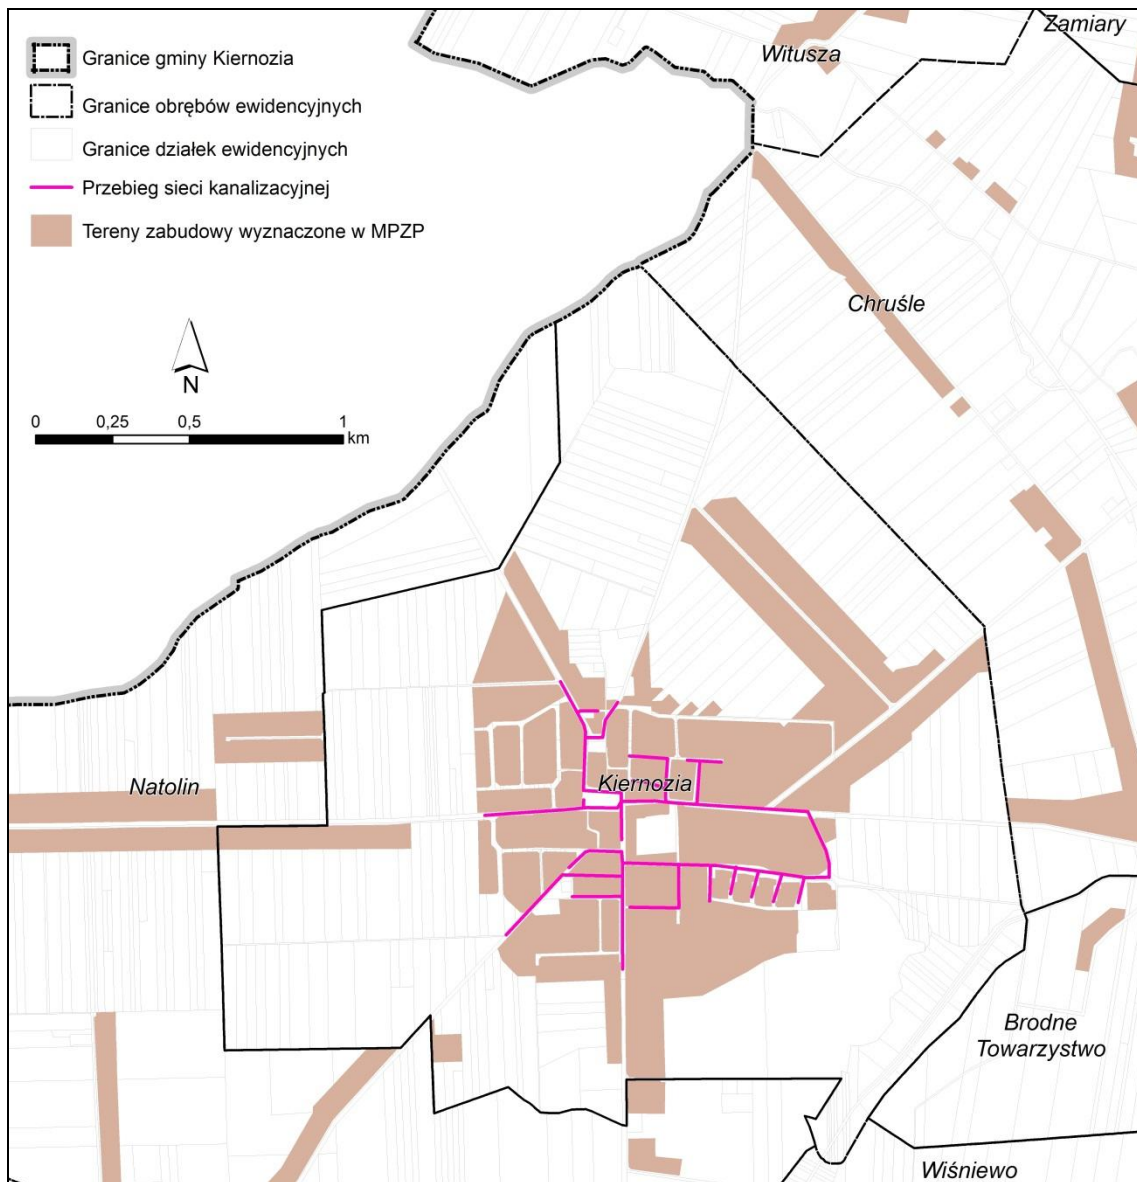 Granice gminy Kiernozia
Granice obrębów ewidencyjnych
Granice działek ewidencyjnych
Przebieg sieci kanalizacyjnej
Tereny zabudowy wyznaczone w MPZP
Zamiary
Witusza
Chruśle
N
0 0,25 0,5 1
km
Natolin
Kiernozia
Brodne
Towarzystwo
Wiśniewo